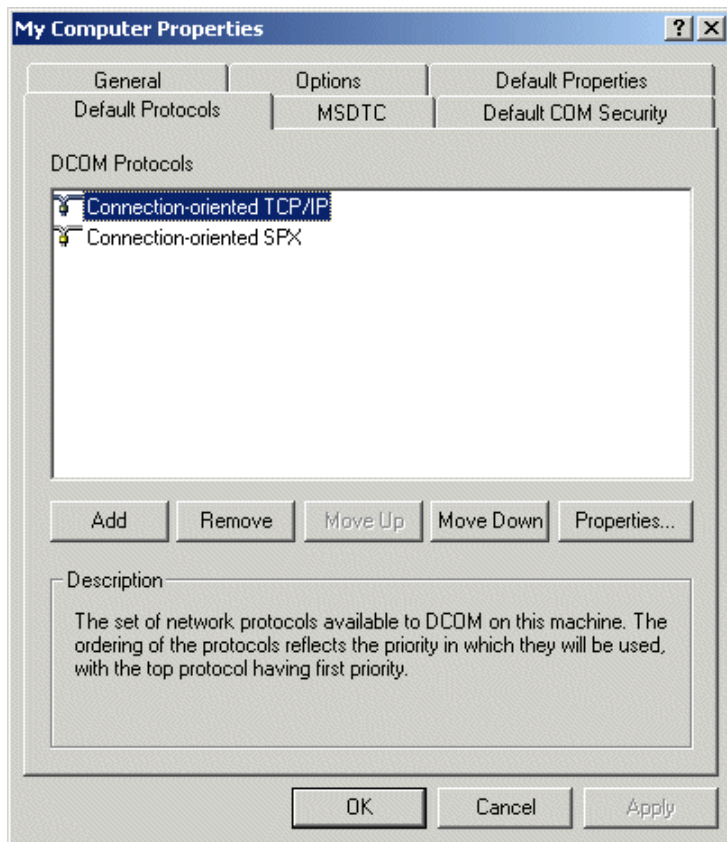 My Computer Properties
General Options Default Properties
Default Protocols MSDTC Default COM Security
DCOM Protocols
Connection-oriented TCP/IP
Connection-oriented SPX
Add Remove Move Up Move Down Properties...
Description
The set of network protocols available to DCOM on this machine. The
ordering of the protocols reflects the priority in which they will be used,
with the top protocol having first priority.
OK Cancel Apply